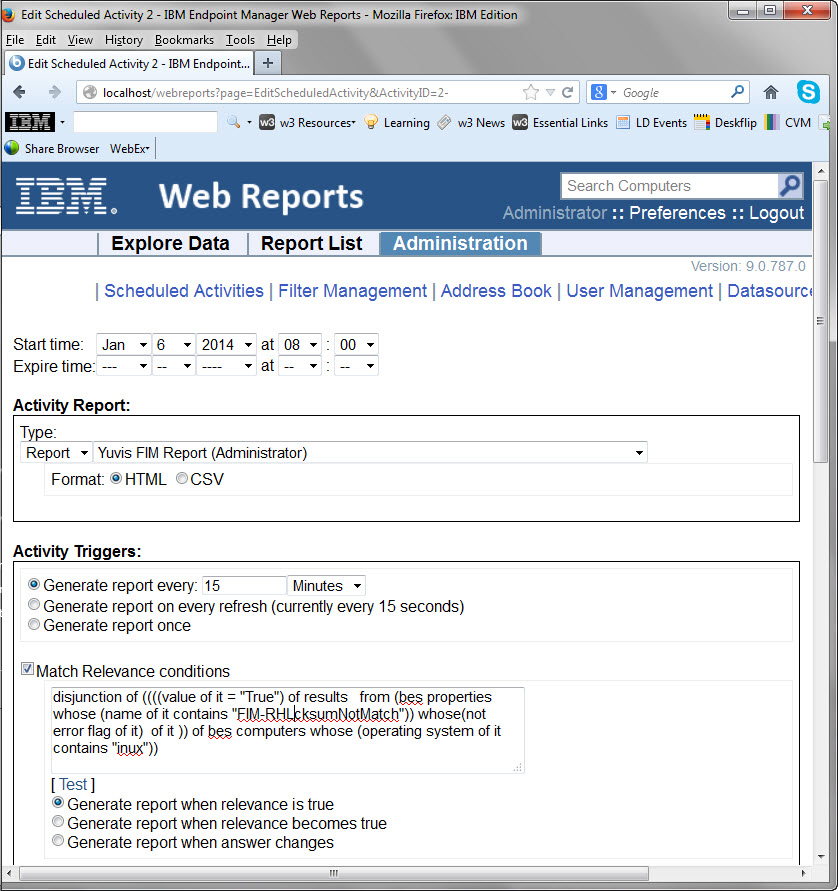 Edit Scheduled Activity 2 - IBM Endpoint Manager Web Reports - Mozilla Firefox: IBM Edition
File Edit View History Bookmarks Tools Help
Edit Scheduled Activity 2 - IBM Endpoint... +
localhost/webreports?page=EditScheduledActivity&ActivityID=2- Google
IBM w3 w3 Resources Learning w3 News w3 Essential Links LD Events Deskflip CVM
Share Browser WebEx
IBM. Web Reports Search Computers
Administrator :: Preferences :: Logout
Explore Data Report List Administration
Version: 9.0.787.0
| Scheduled Activities | Filter Management | Address Book | User Management | Datasource
Start time: Jan 6 2014 at 08 : 00
Expire time: --- -- ---- at -- : --
Activity Report:
Type:
Report Yuvis FIM Report (Administrator)
Format: HTML CSV
Activity Triggers:
Generate report every: 15 Minutes
Generate report on every refresh (currently every 15 seconds)
Generate report once
Match Relevance conditions
disjunction of ((((value of it = "True") of results from (bes properties
whose (name of it contains "FIM-RHLcksumNotMatch")) whose(not
error flag of it) of it )) of bes computers whose (operating system of it
contains "inux"))
[ Test ]
Generate report when relevance is true
Generate report when relevance becomes true
Generate report when answer changes